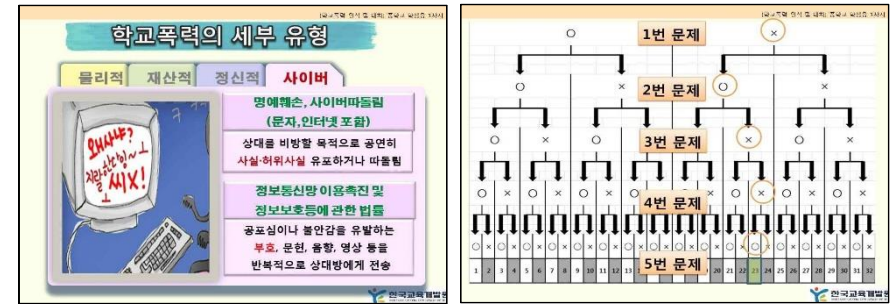 학교폭력의 세부 유형
물리적 재산적 정신적 사이버
왜사냐?
씨X!
명예훼손, 사이버따돌림
(문자,인터넷 포함)
상대를 비방할 목적으로 공연히
사실·허위사실 유포하거나 따돌림
정보통신망 이용촉진 및
정보보호등에 관한 법률
공포심이나 불안감을 유발하는
부호, 문헌, 음향, 영상 등을
반복적으로 상대방에게 전송
한국교육개발원
○ 1번 문제 ×
○ × 2번 문제 ○ ×
○ × ○ × 3번 문제 ○ × ○ ×
○ × ○ × ○ × 4번 문제 ○ × ○ × ○ ×
5번 문제
1 2 3 4 5 6 7 8 9 10 11 12 13 20 21 22 23 24 25 26 27 28 29 30 31 32
한국교육개발원